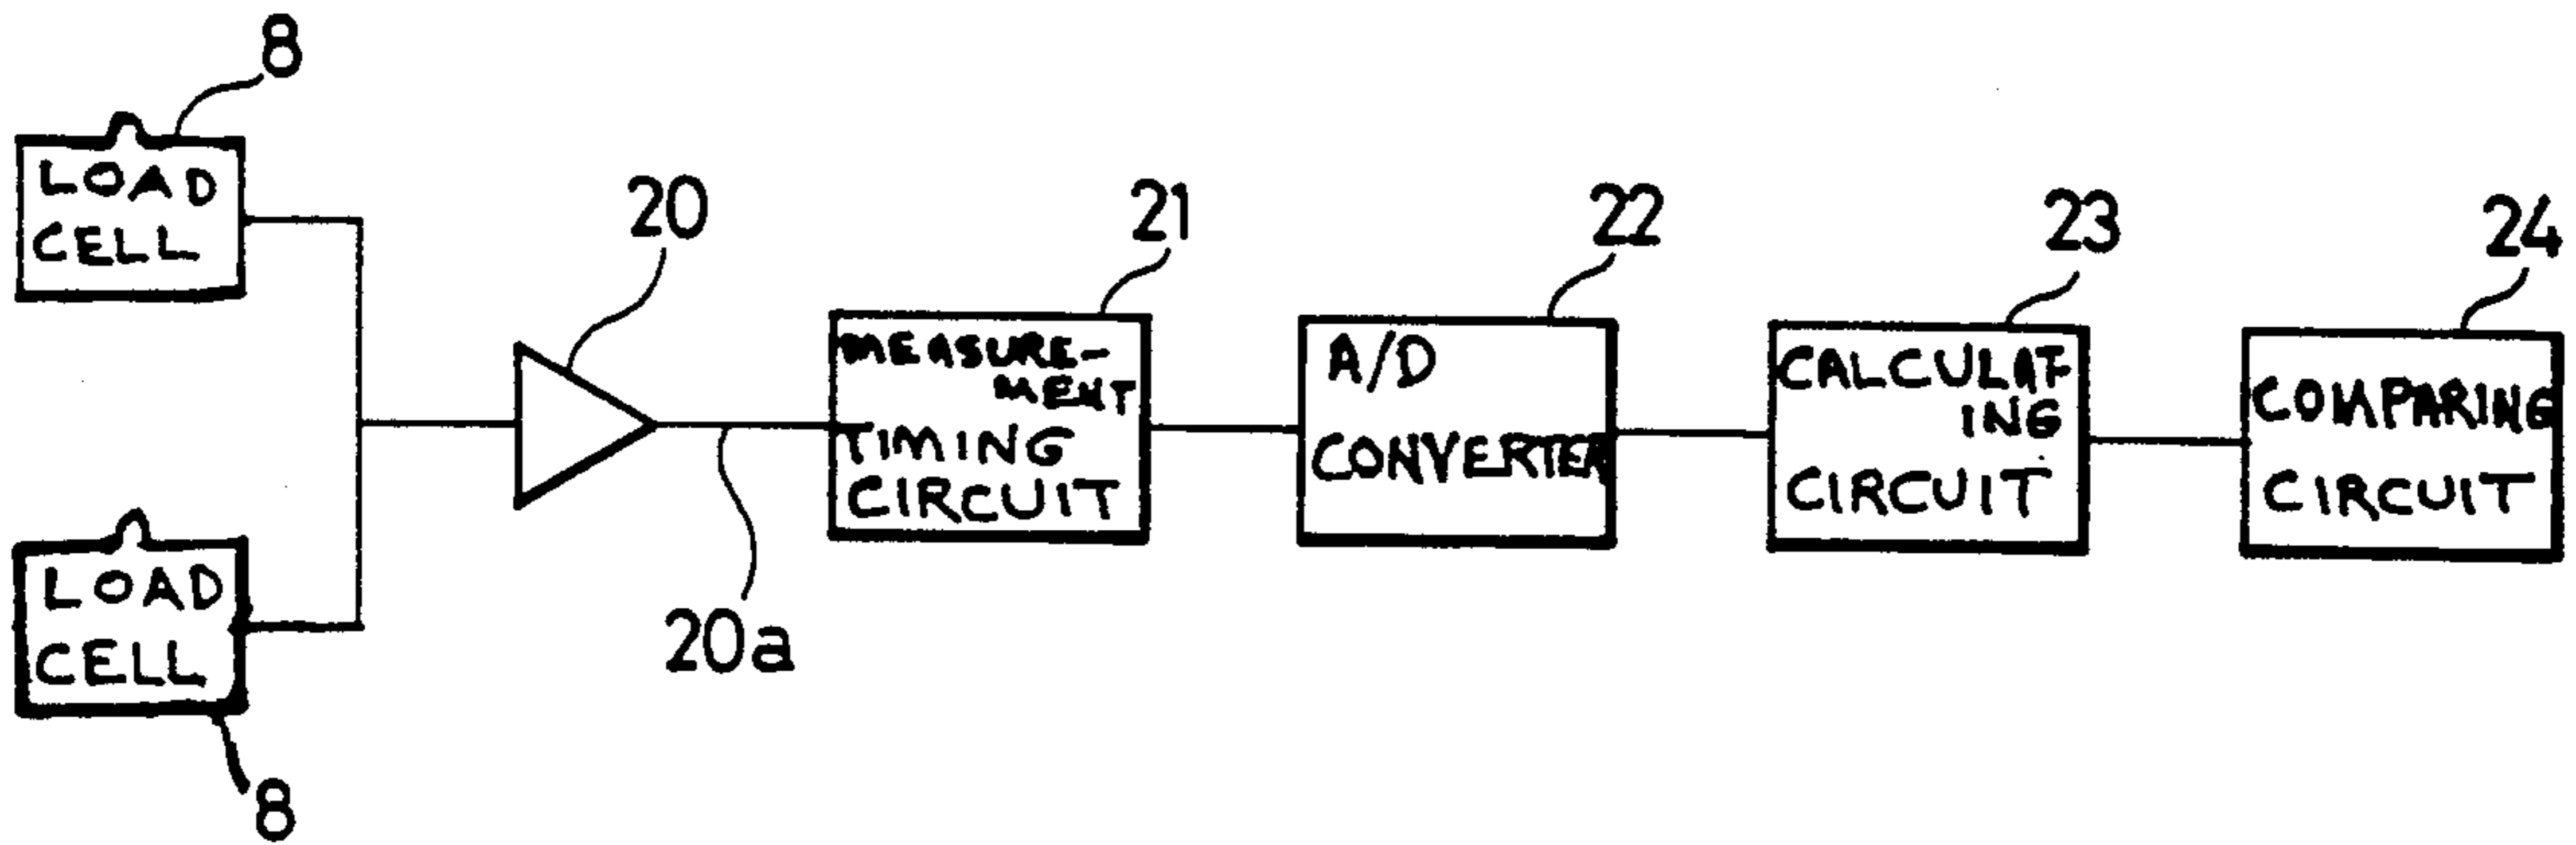 8
LOAD
CELL
20
21
22
23
24
MEASURE-
MENT
TIMING
CIRCUIT
A/D
CONVERTER
CALCULAT
ING
CIRCUIT
COMPARING
CIRCUIT
LOAD
CELL
20a
8